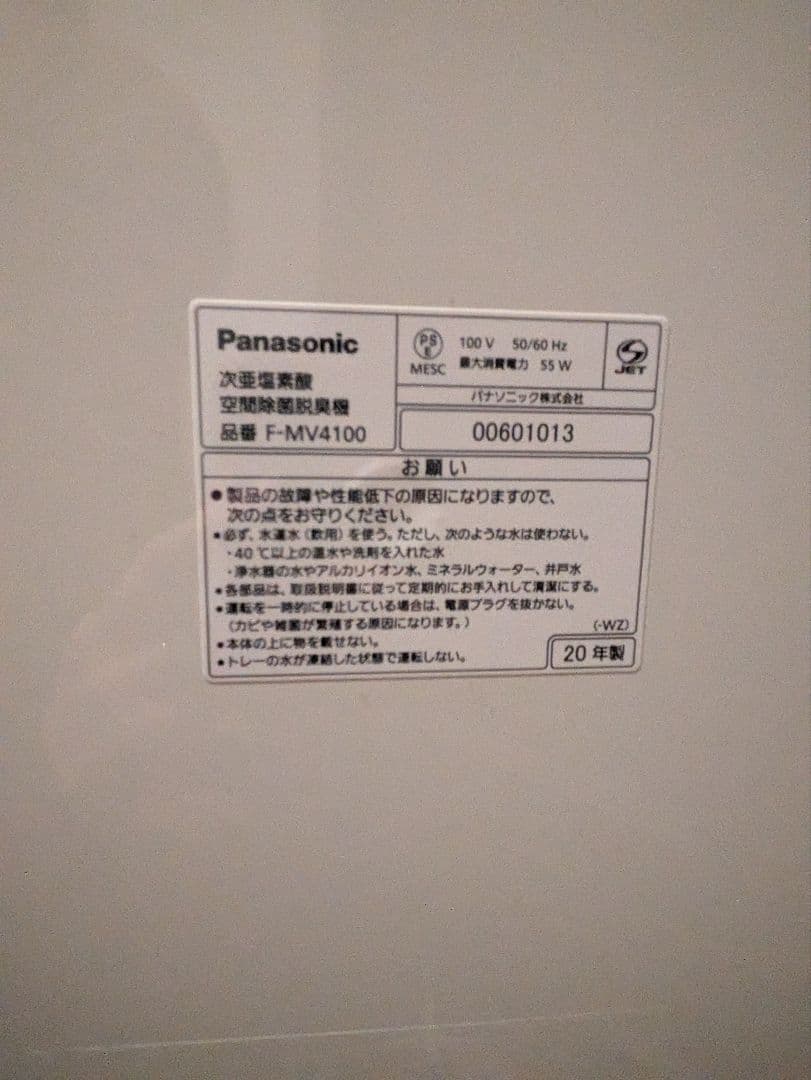 Panasonic
次亜塩素酸
空間除菌脱臭機
品番 F-MV4100
PS
E
MESC
100 V 50/60 Hz
最大消費電力 55 W
JET
パナソニック株式会社
00601013
お願い
●製品の故障や性能低下の原因になりますので、
次の点をお守りください。
●必ず、水道水(飲用)を使う。ただし、次のような水は使わない。
・40 ℃以上の温水や洗剤を入れた水
・浄水器の水やアルカリイオン水、ミネラルウォーター、井戸水
●各部品は、取扱説明書に従って定期的にお手入れして清潔にする。
●運転を一時的に停止している場合は、電源プラグを抜かない。
(カビや雑菌が繁殖する原因になります。)
●本体の上に物を載せない。
●トレーの水が凍結した状態で運転しない。
(-WZ)
20 年製